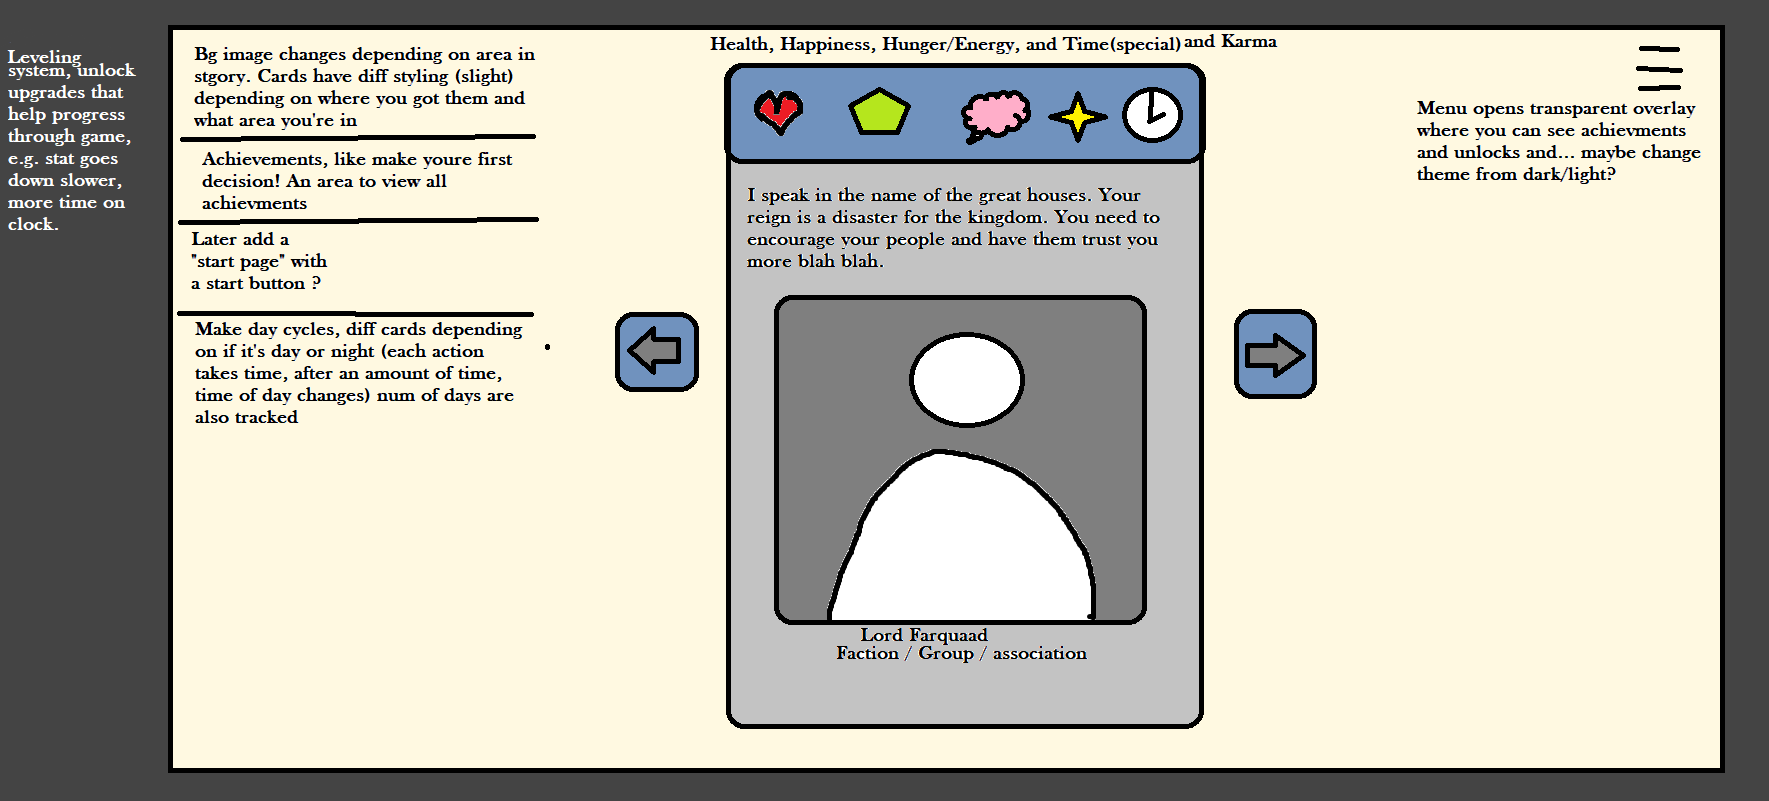 Leveling
system, unlock
upgrades that
help progress
through game,
e.g. stat goes
down slower,
more time on
clock.
Bg image changes depending on area in
stgory. Cards have diff styling (slight)
depending on where you got them and
what area you're in
Achievements, like make youre first
decision! An area to view all
achievments
Later add a
"start page" with
a start button ?
Make day cycles, diff cards depending
on if it's day or night (each action
takes time, after an amount of time,
time of day changes) num of days are
also tracked
Health, Happiness, Hunger/Energy, and Time(special) and Karma
I speak in the name of the great houses. Your
reign is a disaster for the kingdom. You need to
encourage your people and have them trust you
more blah blah.
Lord Farquaad
Faction / Group / association
Menu opens transparent overlay
where you can see achievments
and unlocks and... maybe change
theme from dark/light?